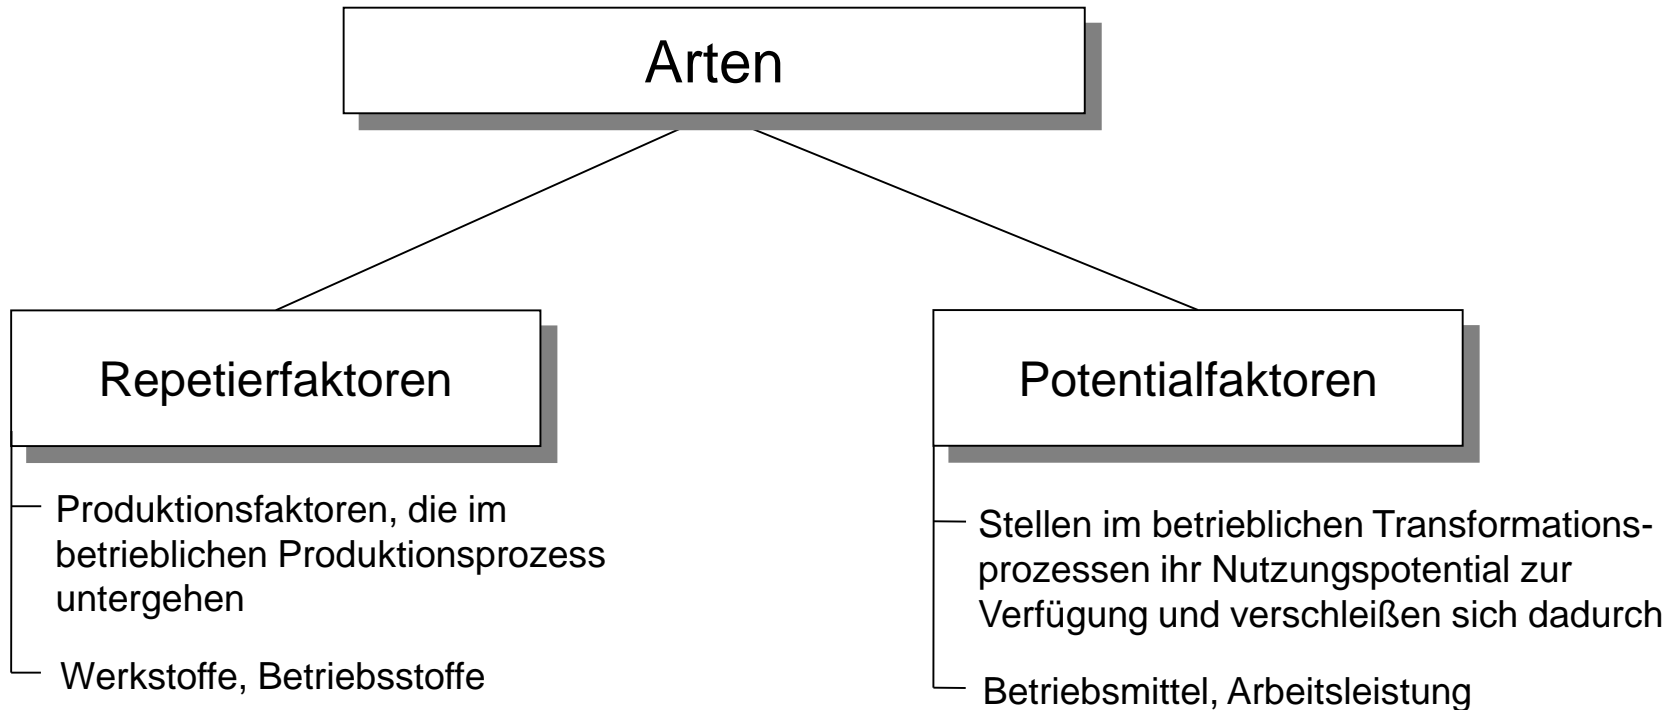 Arten
Repetierfaktoren
Produktionsfaktoren, die im
betrieblichen Produktionsprozess
untergehen
Werkstoffe, Betriebsstoffe
Potentialfaktoren
Stellen im betrieblichen Transformations-
prozessen ihr Nutzungspotential zur
Verfügung und verschleißen sich dadurch
Betriebsmittel, Arbeitsleistung